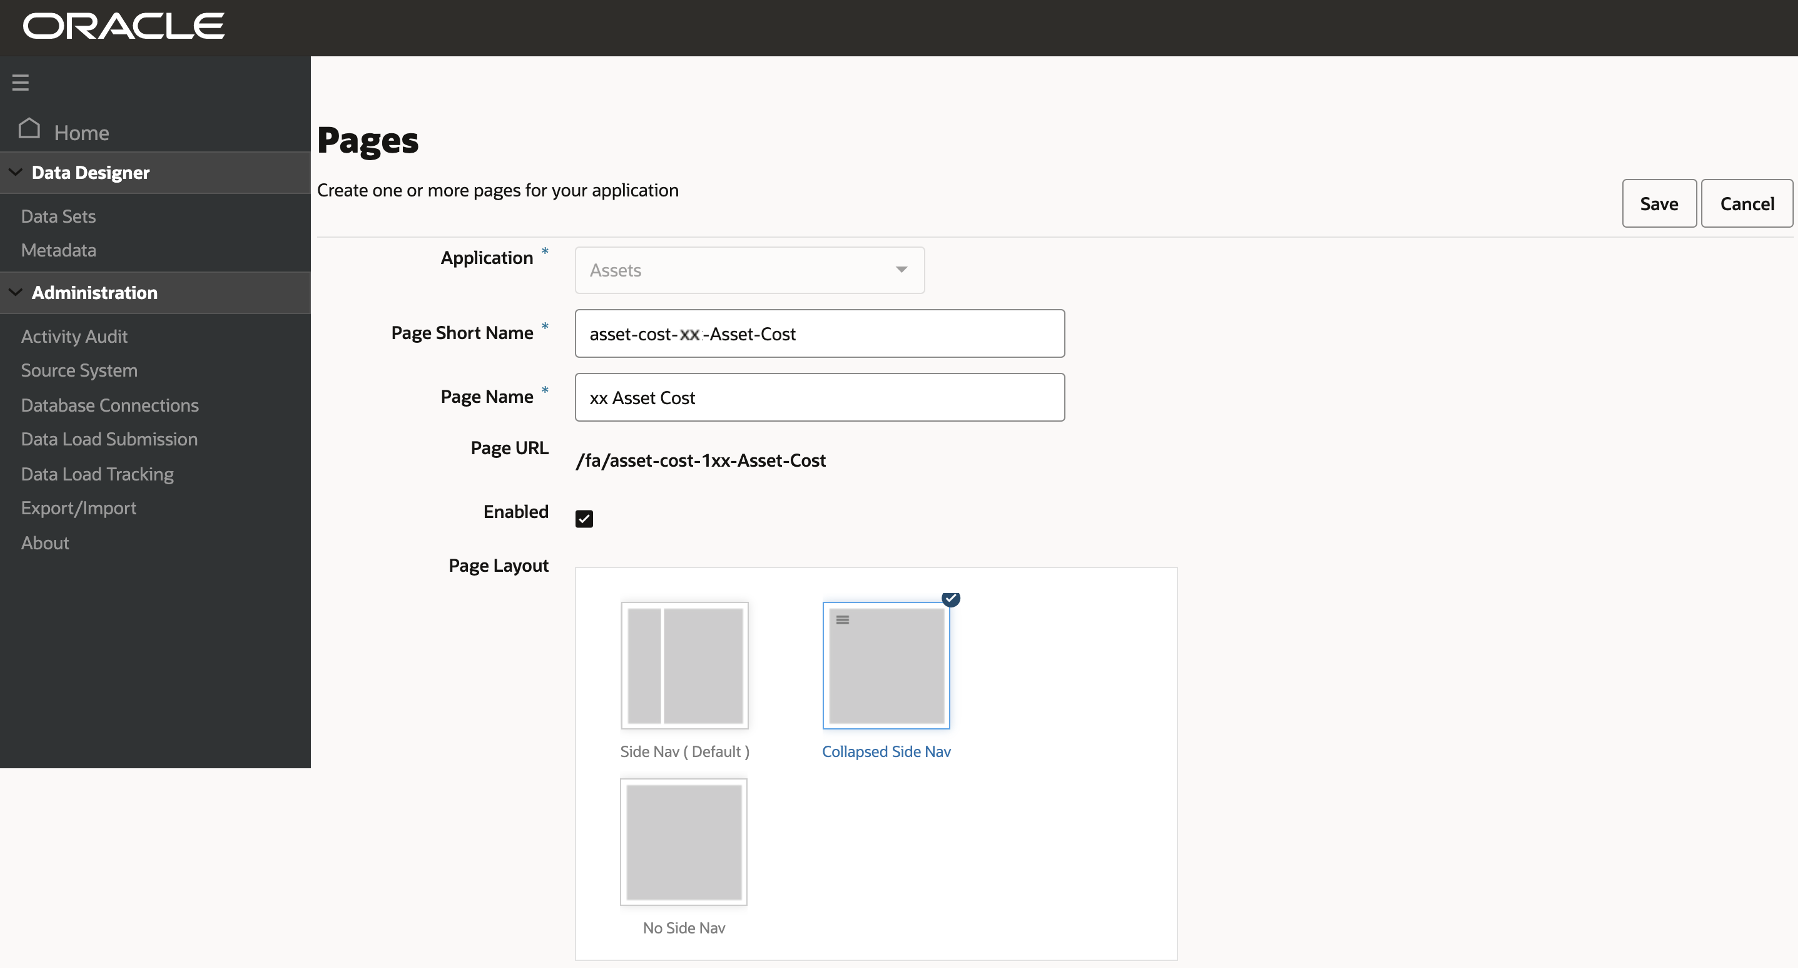 ORACLE
Home
Data Designer
Data Sets
Metadata
Administration
Activity Audit
Source System
Database Connections
Data Load Submission
Data Load Tracking
Export/Import
About
Pages
Create one or more pages for your application
Save
Cancel
Application *
Assets
Page Short Name *
asset-cost-xx-Asset-Cost
Page Name *
xx Asset Cost
Page URL
/fa/asset-cost-1xx-Asset-Cost
Enabled
Page Layout
Side Nav ( Default )
Collapsed Side Nav
No Side Nav